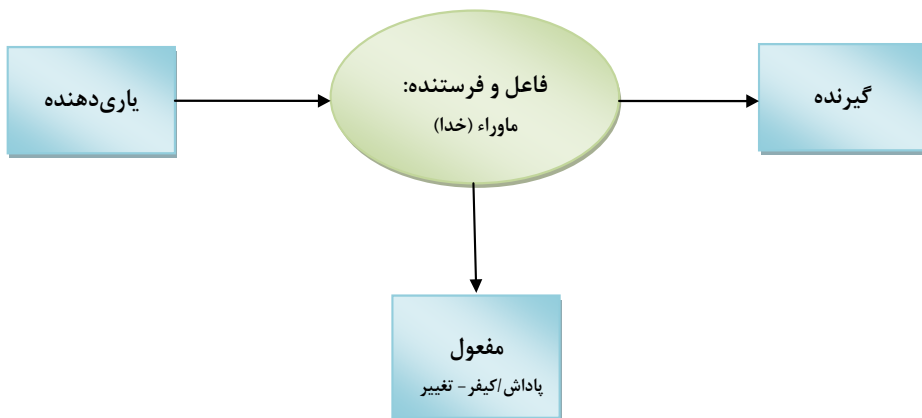 گیرنده
فاعل و فرستنده:
ماوراء (خدا)
یاری‌دهنده
مفعول
پاداش/کیفر - تغییر